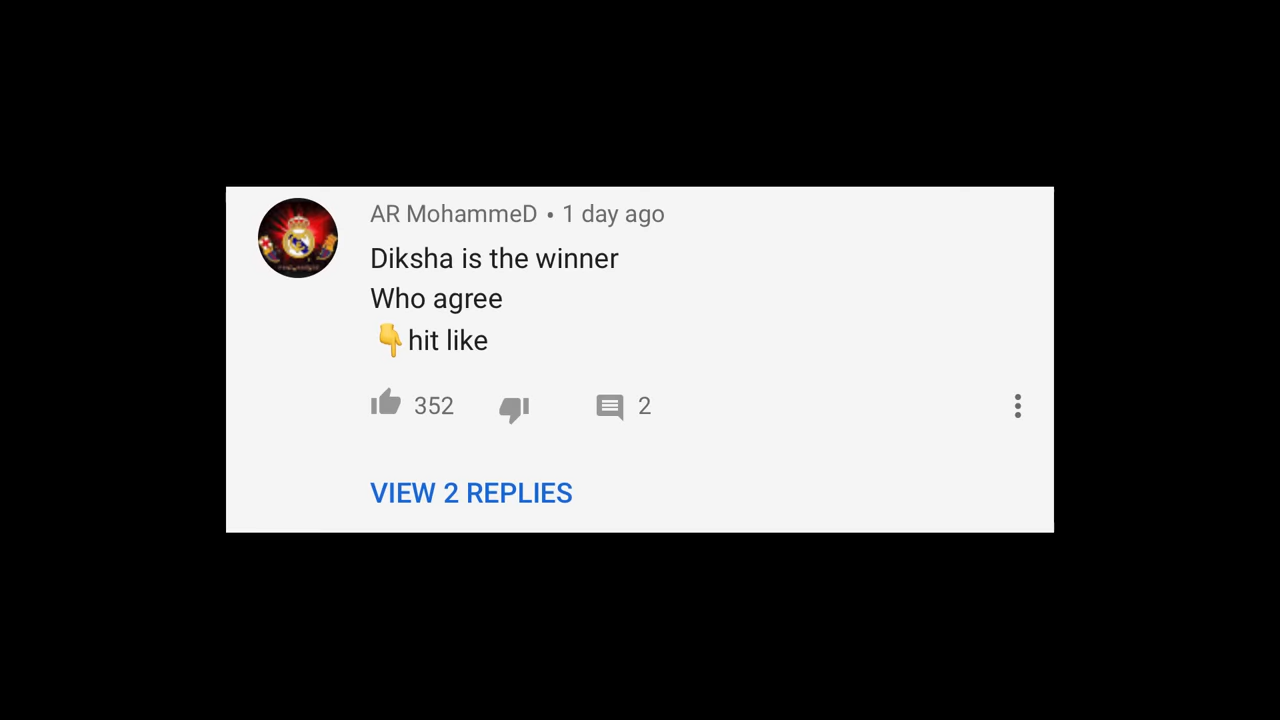 AR MohammeD • 1 day ago
Diksha is the winner
Who agree
👇hit like
352
2
VIEW 2 REPLIES